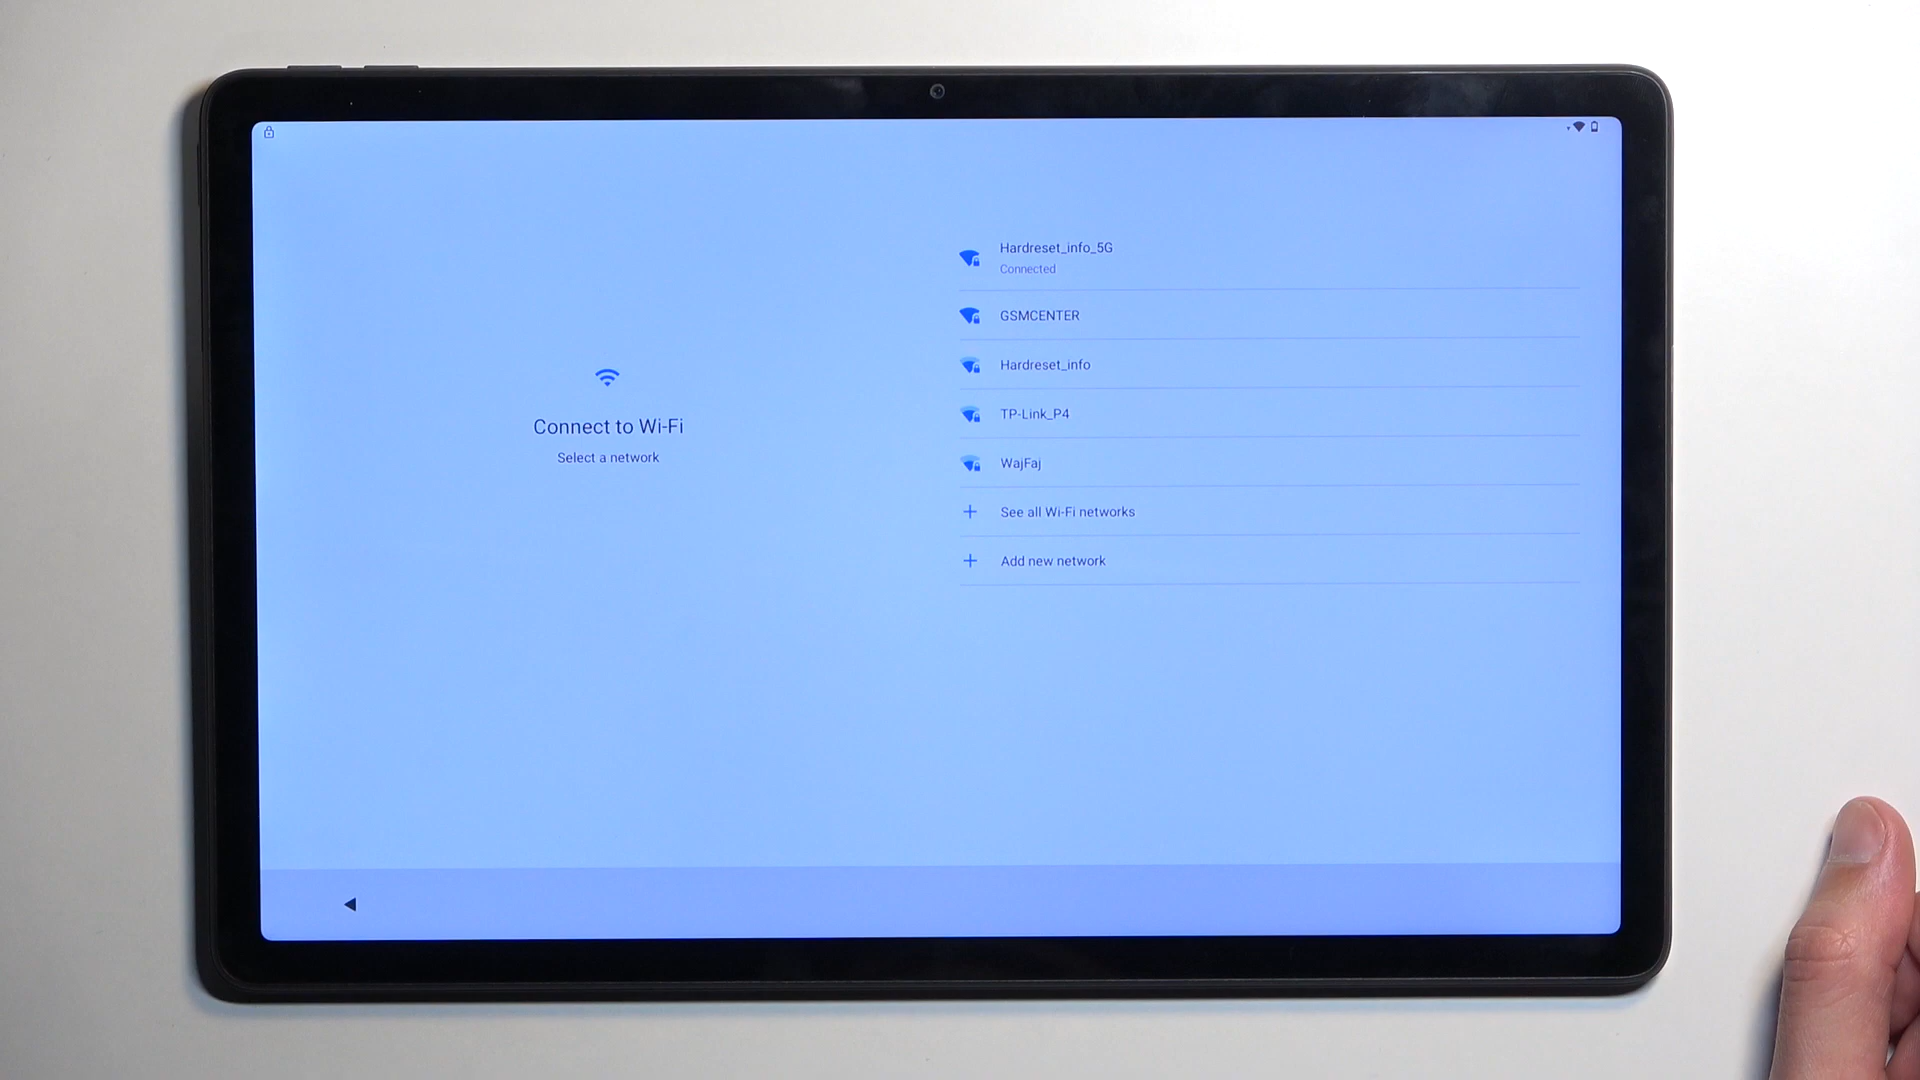 Connect to Wi-Fi
Select a network
Hardreset_info_5G
Connected
GSMCENTER
Hardreset_info
TP-Link_P4
WajFaj
See all Wi-Fi networks
Add new network